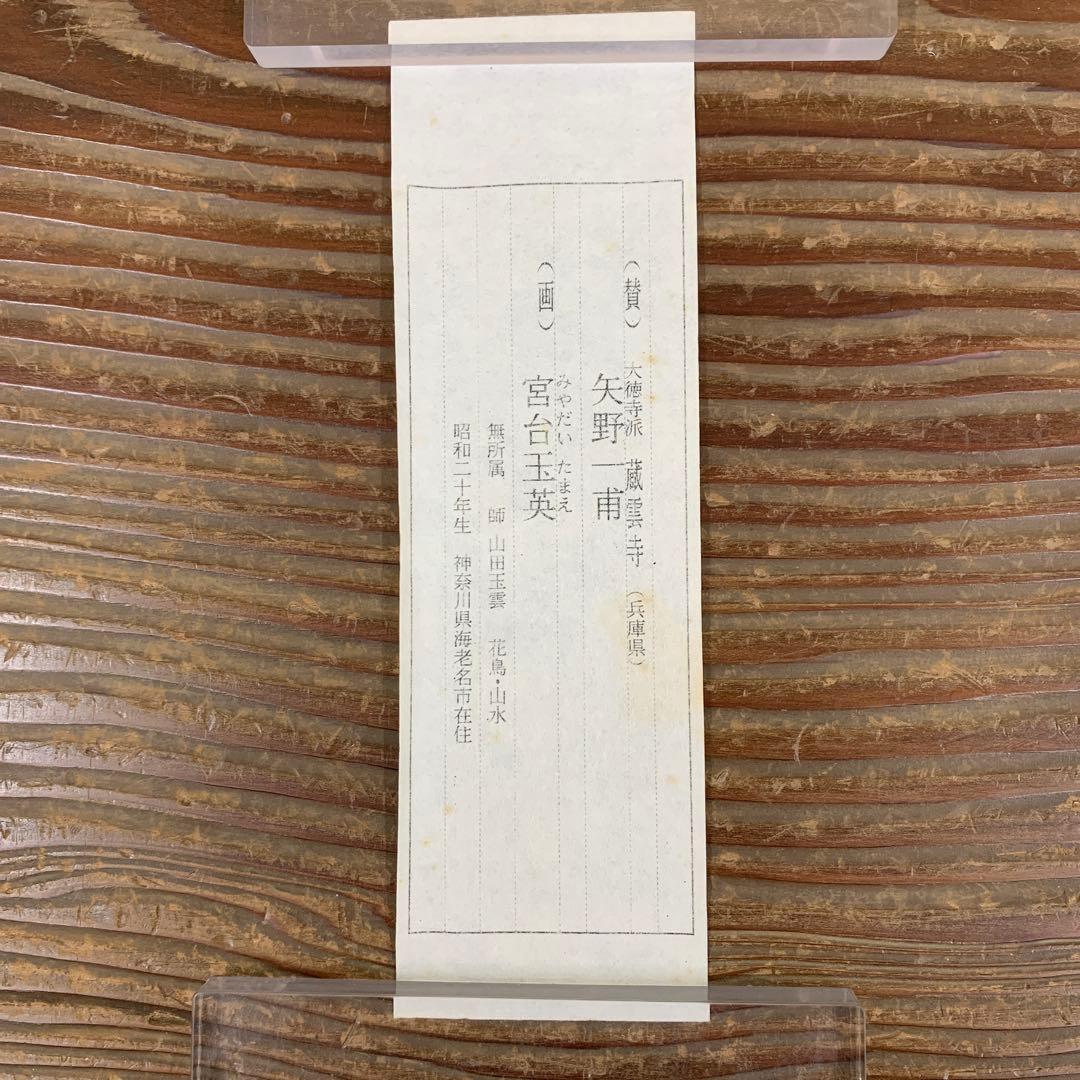 (賛)
大徳寺派 蔵雲寺 (兵庫県)
矢野一甫
(画)
みやだい たまえ
宮台玉英
無所属 師 山田玉雲 花鳥・山水
昭和二十年生 神奈川県海老名市在住